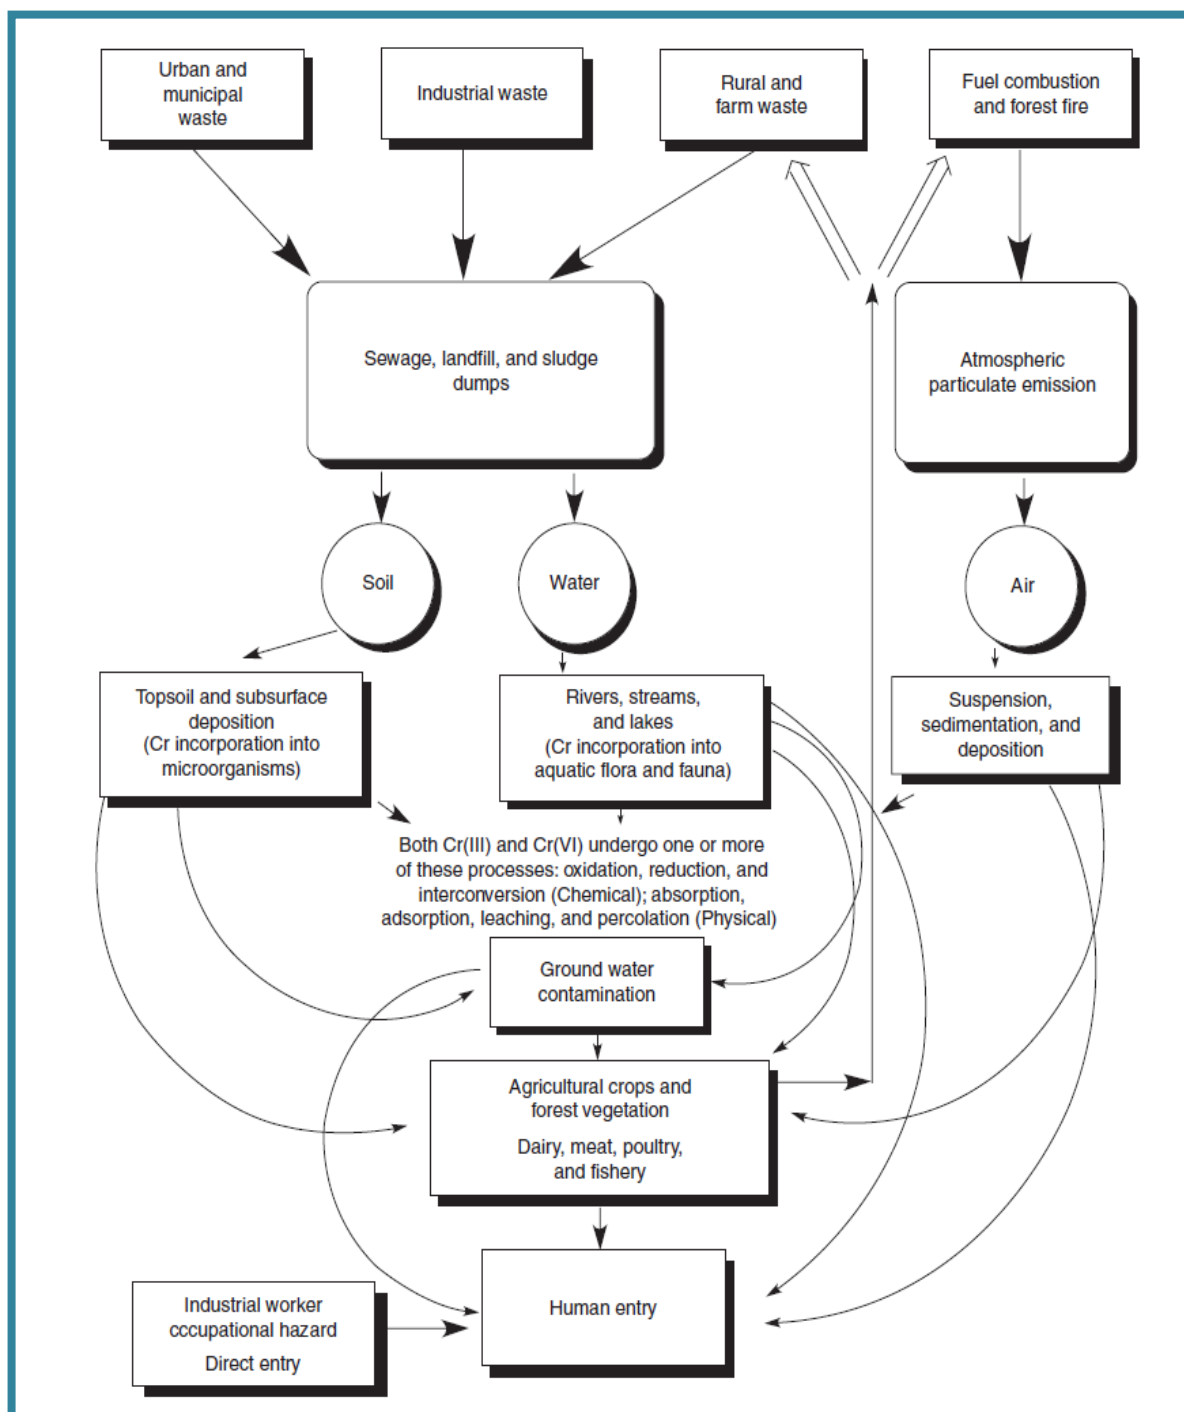 Urban and
municipal
waste
Industrial waste
Rural and
farm waste
Fuel combustion
and forest fire
Sewage, landfill, and sludge
dumps
Atmospheric
particulate emission
Soil
Water
Air
Topsoil and subsurface
deposition
(Cr incorporation into
microorganisms)
Rivers, streams,
and lakes
(Cr incorporation into
aquatic flora and fauna)
Suspension,
sedimentation, and
deposition
Both Cr(III) and Cr(VI) undergo one or more
of these processes: oxidation, reduction, and
interconversion (Chemical); absorption,
adsorption, leaching, and percolation (Physical)
Ground water
contamination
Agricultural crops and
forest vegetation
Dairy, meat, poultry,
and fishery
Human entry
Industrial worker
cccupational hazard
Direct entry